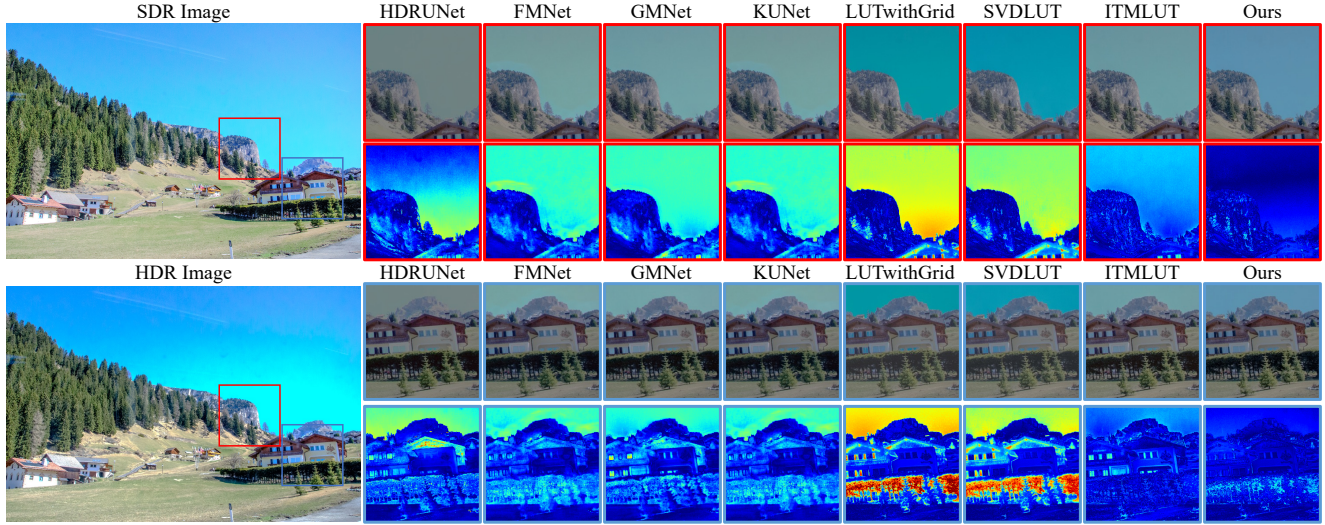 SDR Image HDRUNet FMNet GMNet KUNet LUTwithGrid SVDLUT ITMLUT Ours
HDR Image HDRUNet FMNet GMNet KUNet LUTwithGrid SVDLUT ITMLUT Ours